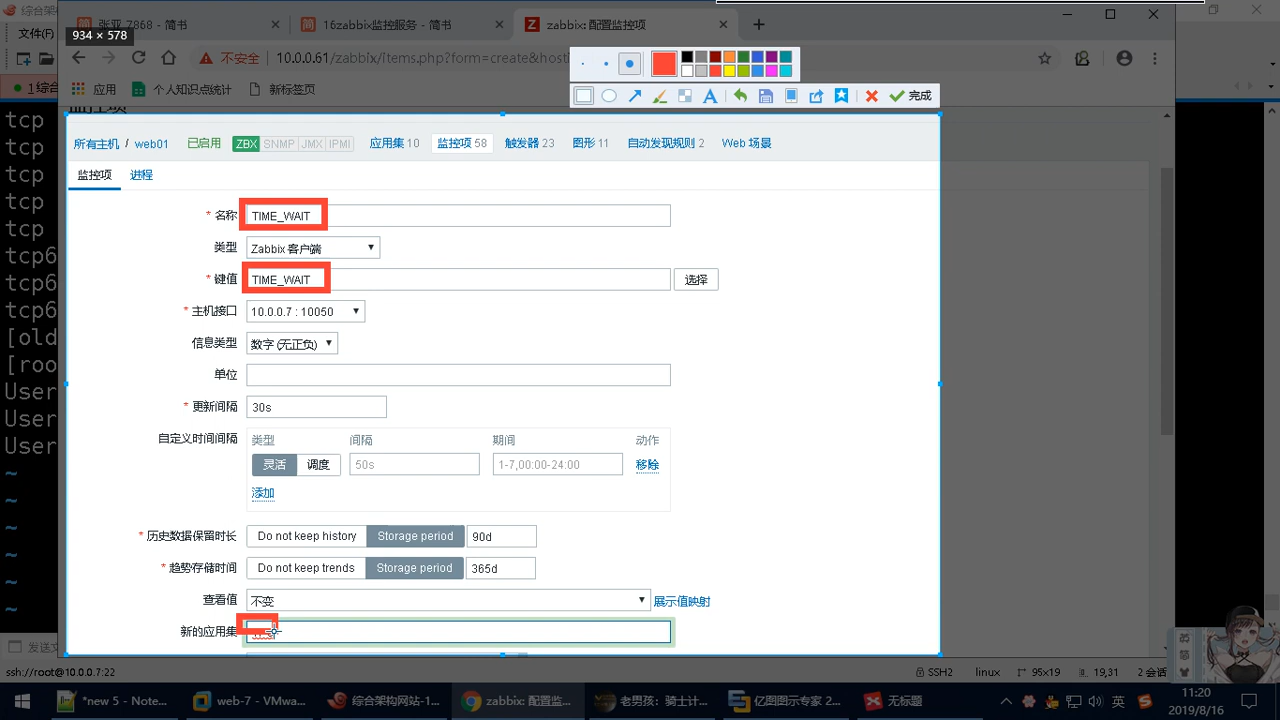 张亚 7868 - 简书
16zabbix监控服务 - 简书
zabbix: 配置监控项
文件(F)
934 × 578
不安全
10.0.0.61/zabbix/items.php?form=create&hosti
应用
个人知识点统计
新标签页
完成
tcp
tcp
tcp
tcp
tcp
tcp6
tcp6
tcp6
[old
[roo
User
User
User
~
~
~
~
~
~
所有主机 / web01 已启用 ZBX SNMP JMX IPMI 应用集 10 监控项 58 触发器 23 图形 11 自动发现规则 2 Web 场景
监控项 进程
* 名称 TIME_WAIT
类型 Zabbix 客户端
* 键值 TIME_WAIT 选择
* 主机接口 10.0.0.7 : 10050
信息类型 数字 (无正负)
单位
* 更新间隔 30s
自定义时间间隔 类型 间隔 期间 动作
灵活 调度 50s 1-7,00:00-24:00 移除
添加
* 历史数据保留时长 Do not keep history Storage period 90d
* 趋势存储时间 Do not keep trends Storage period 365d
查看值 不变 展示值映射
新的应用集
ssh://root@10.0.0.7:22
SSH2 linux 95x19 19,31 2 会话
*new 5 - Note...
web-7 - VMwa...
综合架构网站-1...
zabbix: 配置监...
老男孩：骑士计...
亿图图示专家 2...
无标题
英
11:20
2019/8/16